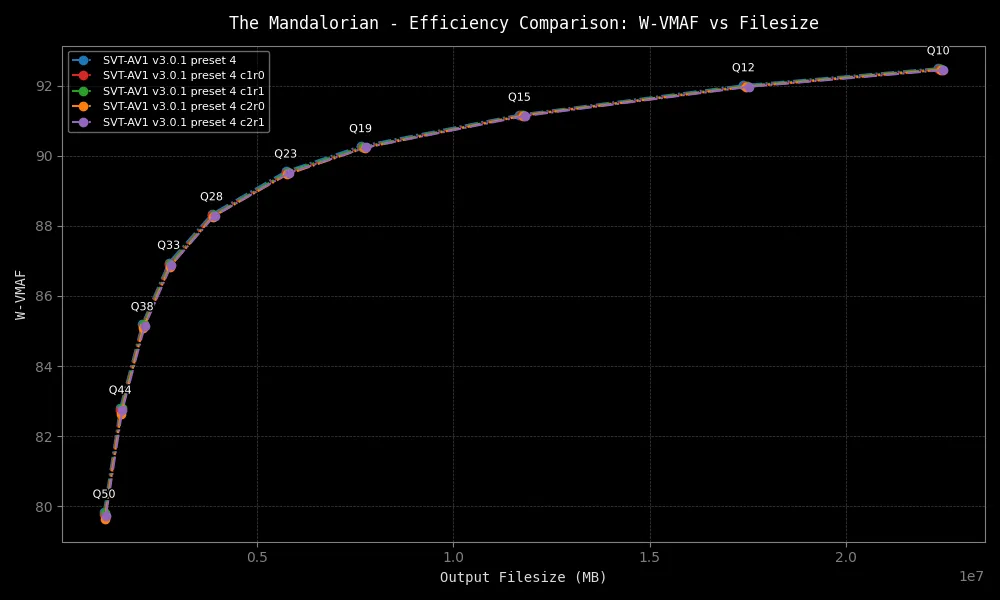 The Mandalorian - Efficiency Comparison: W-VMAF vs Filesize
SVT-AV1 v3.0.1 preset 4
SVT-AV1 v3.0.1 preset 4 c1r0
SVT-AV1 v3.0.1 preset 4 c1r1
SVT-AV1 v3.0.1 preset 4 c2r0
SVT-AV1 v3.0.1 preset 4 c2r1
Q10
Q12
Q15
Q19
Q23
Q28
Q33
Q38
Q44
Q50
W-VMAF
92
90
88
86
84
82
80
0.5
1.0
1.5
2.0
1e7
Output Filesize (MB)